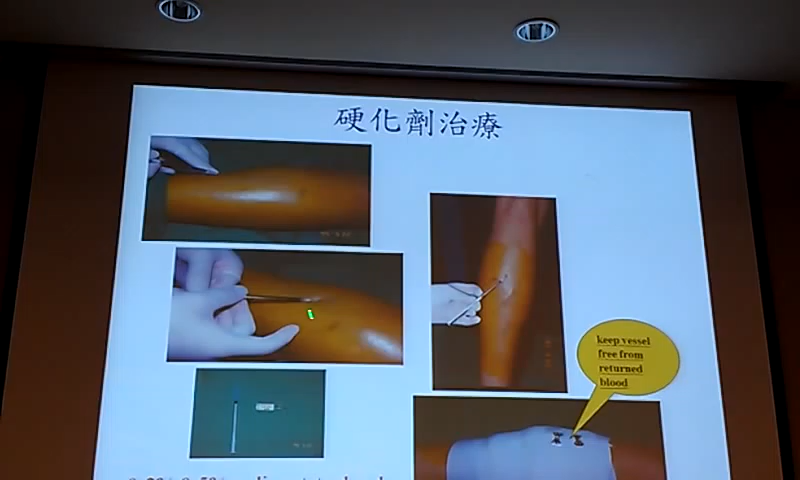 硬化劑治療
keep vessel
free from
returned
blood